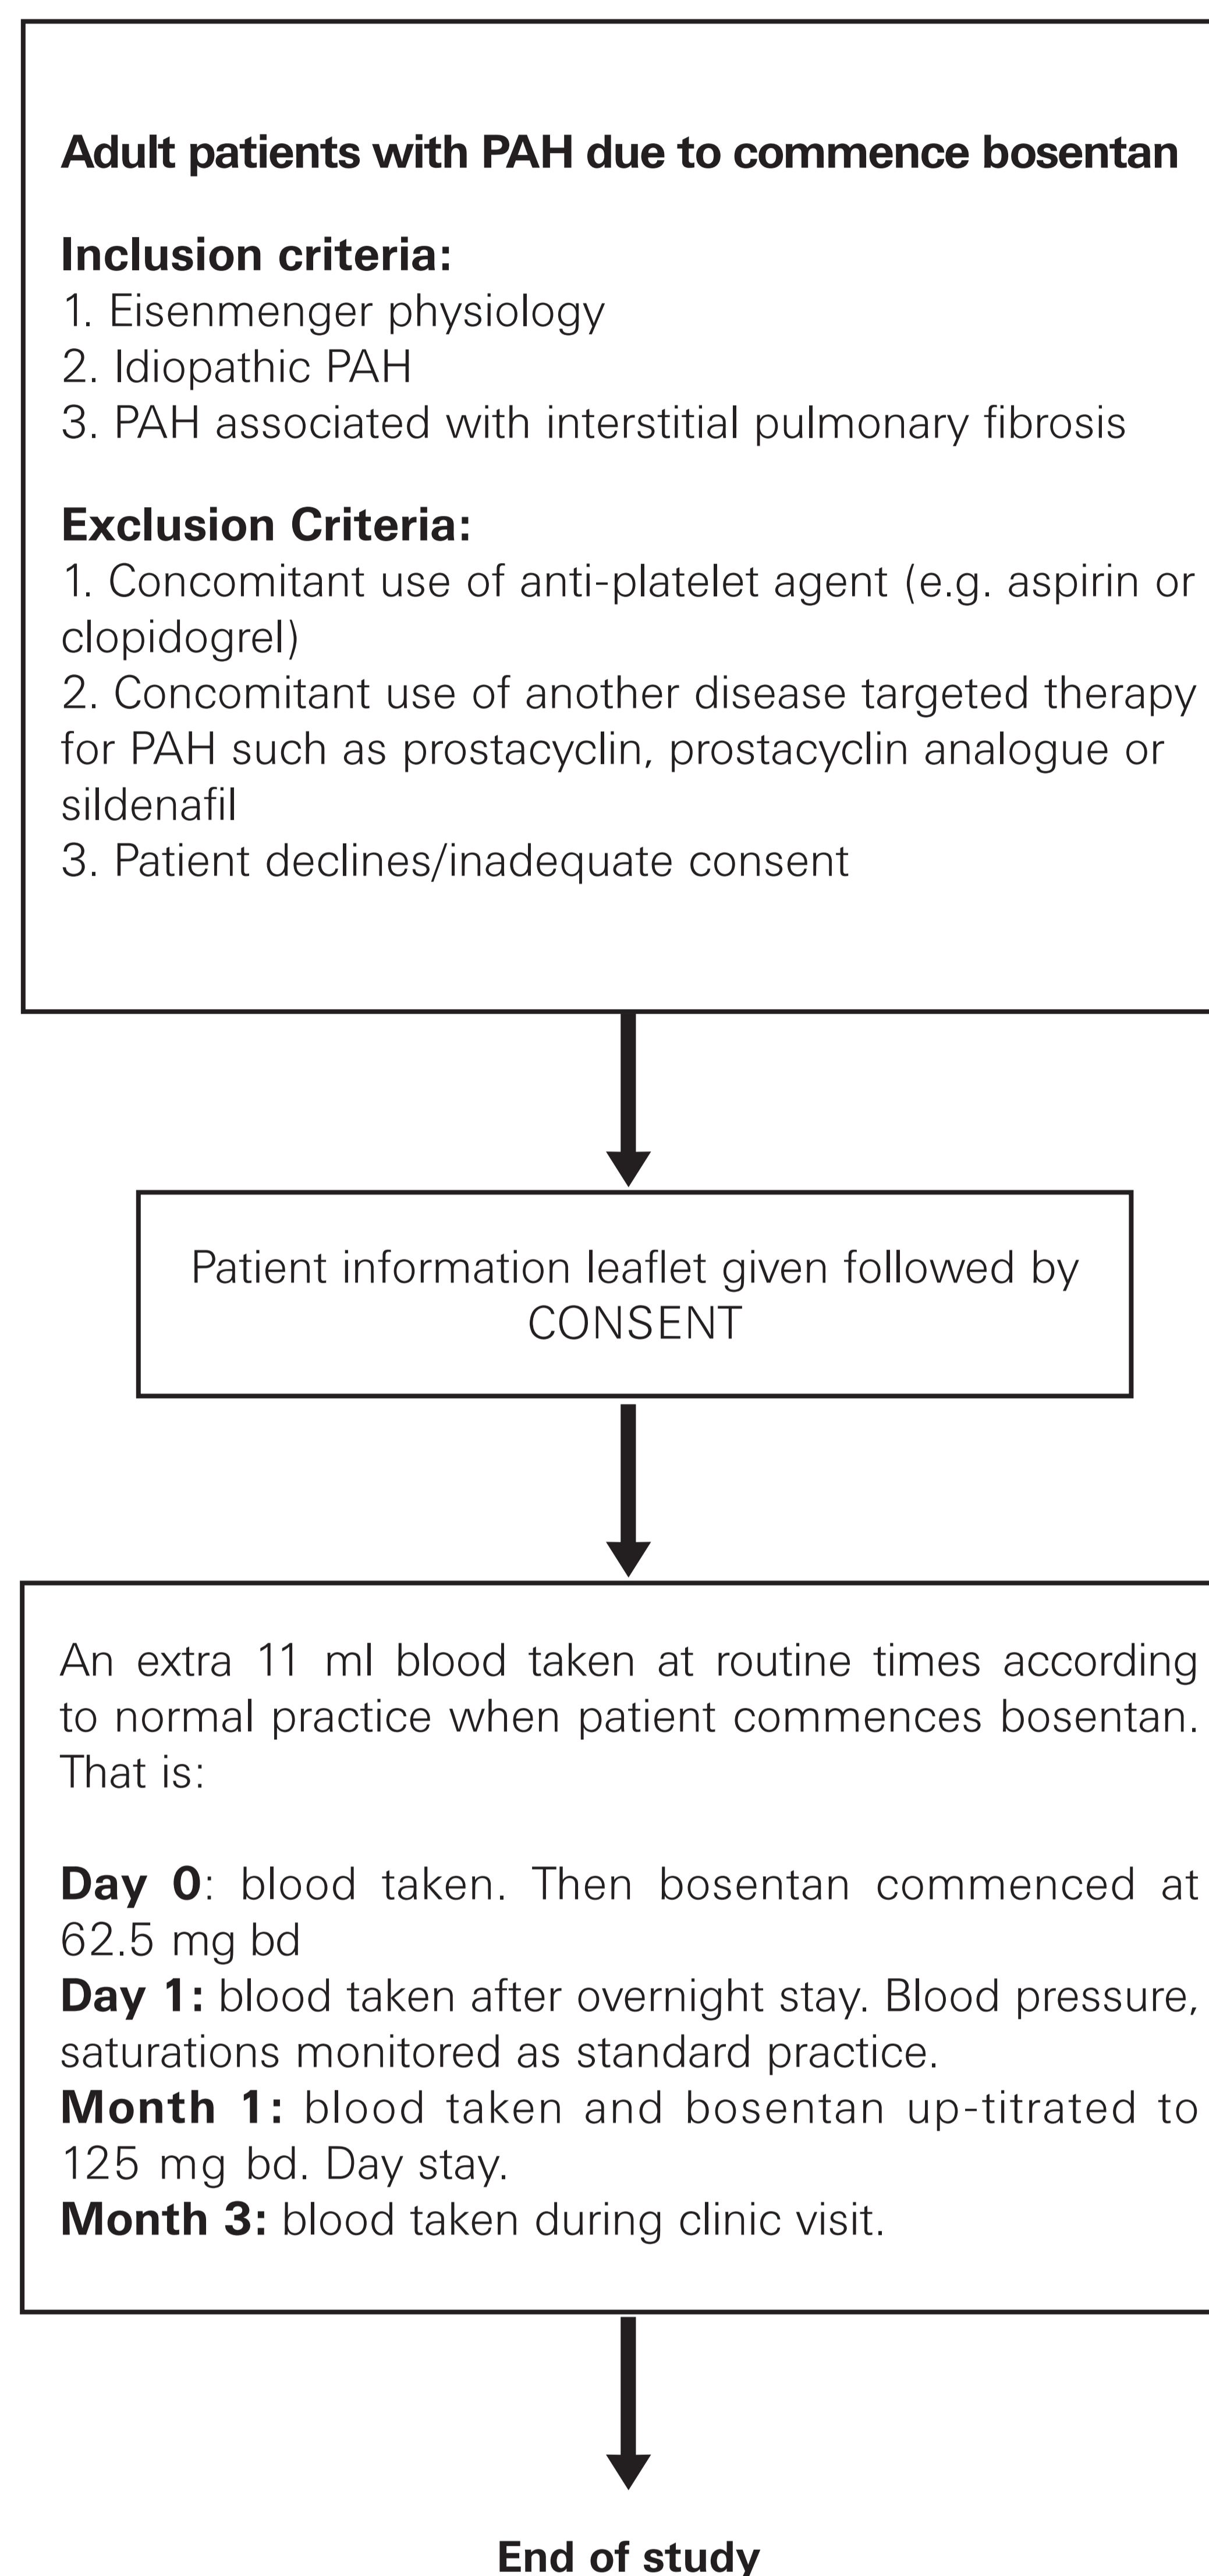 Adult patients with PAH due to commence bosentan
Inclusion criteria:
1. Eisenmenger physiology
2. Idiopathic PAH
3. PAH associated with interstitial pulmonary fibrosis
Exclusion Criteria:
1. Concomitant use of anti-platelet agent (e.g. aspirin or
clopidogrel)
2. Concomitant use of another disease targeted therapy
for PAH such as prostacyclin, prostacyclin analogue or
sildenafil
3. Patient declines/inadequate consent
Patient information leaflet given followed by
CONSENT
An extra 11 ml blood taken at routine times according
to normal practice when patient commences bosentan.
That is:
Day 0: blood taken. Then bosentan commenced at
62.5 mg bd
Day 1: blood taken after overnight stay. Blood pressure,
saturations monitored as standard practice.
Month 1: blood taken and bosentan up-titrated to
125 mg bd. Day stay.
Month 3: blood taken during clinic visit.
End of study